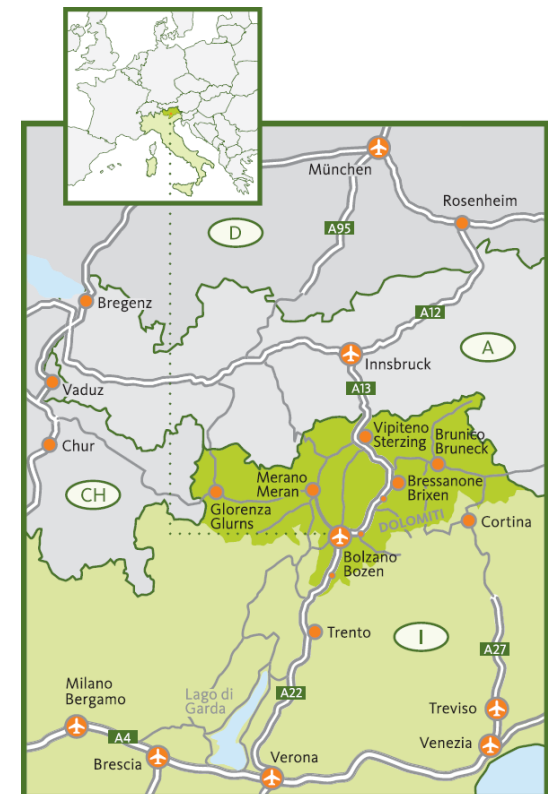 München
Rosenheim
D
A95
Bregenz
A12
A
Innsbruck
A13
Vaduz
Chur
CH
Vipiteno
Sterzing
Brunico
Bruneck
Merano
Meran
Bressanone
Brixen
Glorenza
Glurns
DOLOMITI
Cortina
Bolzano
Bozen
Trento
I
A27
Milano
Bergamo
Lago di
Garda
A22
Treviso
A4
Venezia
Brescia
Verona